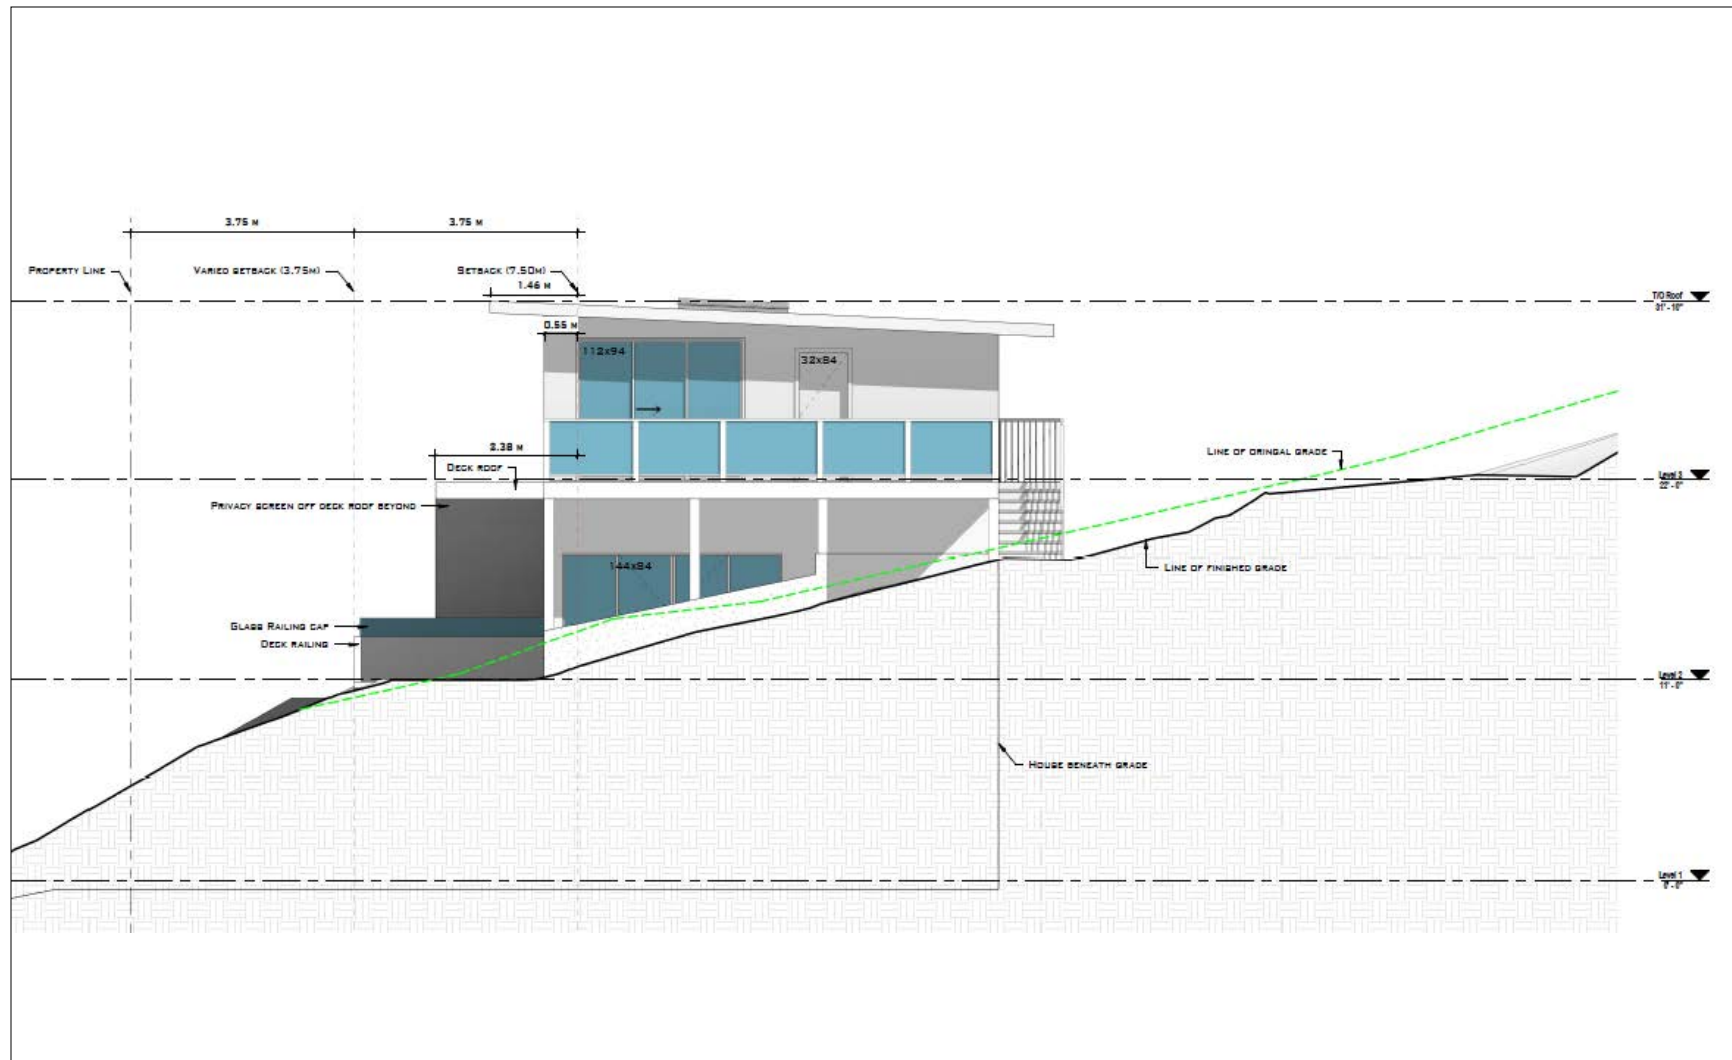 3.75 M
3.75 M
PROPERTY LINE
VARIED SETBACK (3.75M)
SETBACK (7.50M)
1.46 M
T/O Roof
31' - 10"
0.55 M
112x94
32x84
2.38 M
DECK ROOF
LINE OF ORINGAL GRADE
Level 3
22' - 0"
PRIVACY SCREEN OFF DECK ROOF BEYOND
144x84
LINE OF FINISHED GRADE
GLASS RAILING CAP
DECK RAILING
Level 2
11' - 0"
HOUSE BENEATH GRADE
Level 1
0' - 0"